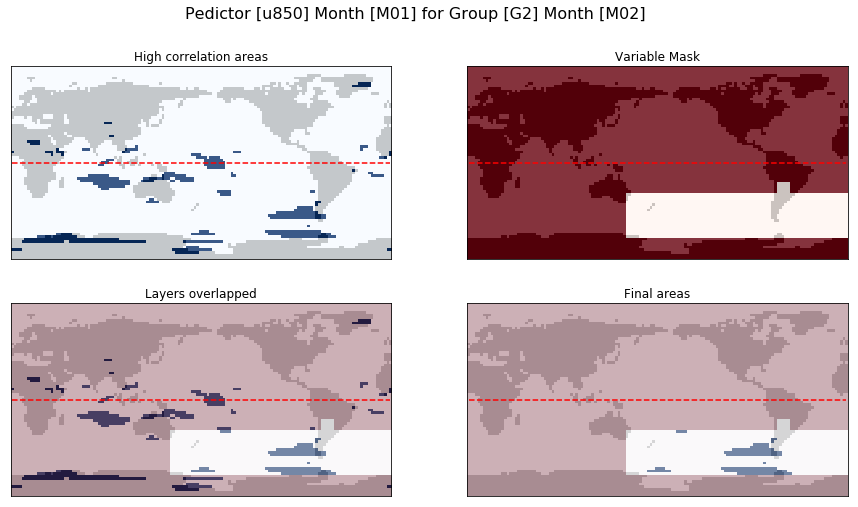 Pedictor [u850] Month [M01] for Group [G2] Month [M02]
High correlation areas
Variable Mask
Layers overlapped
Final areas